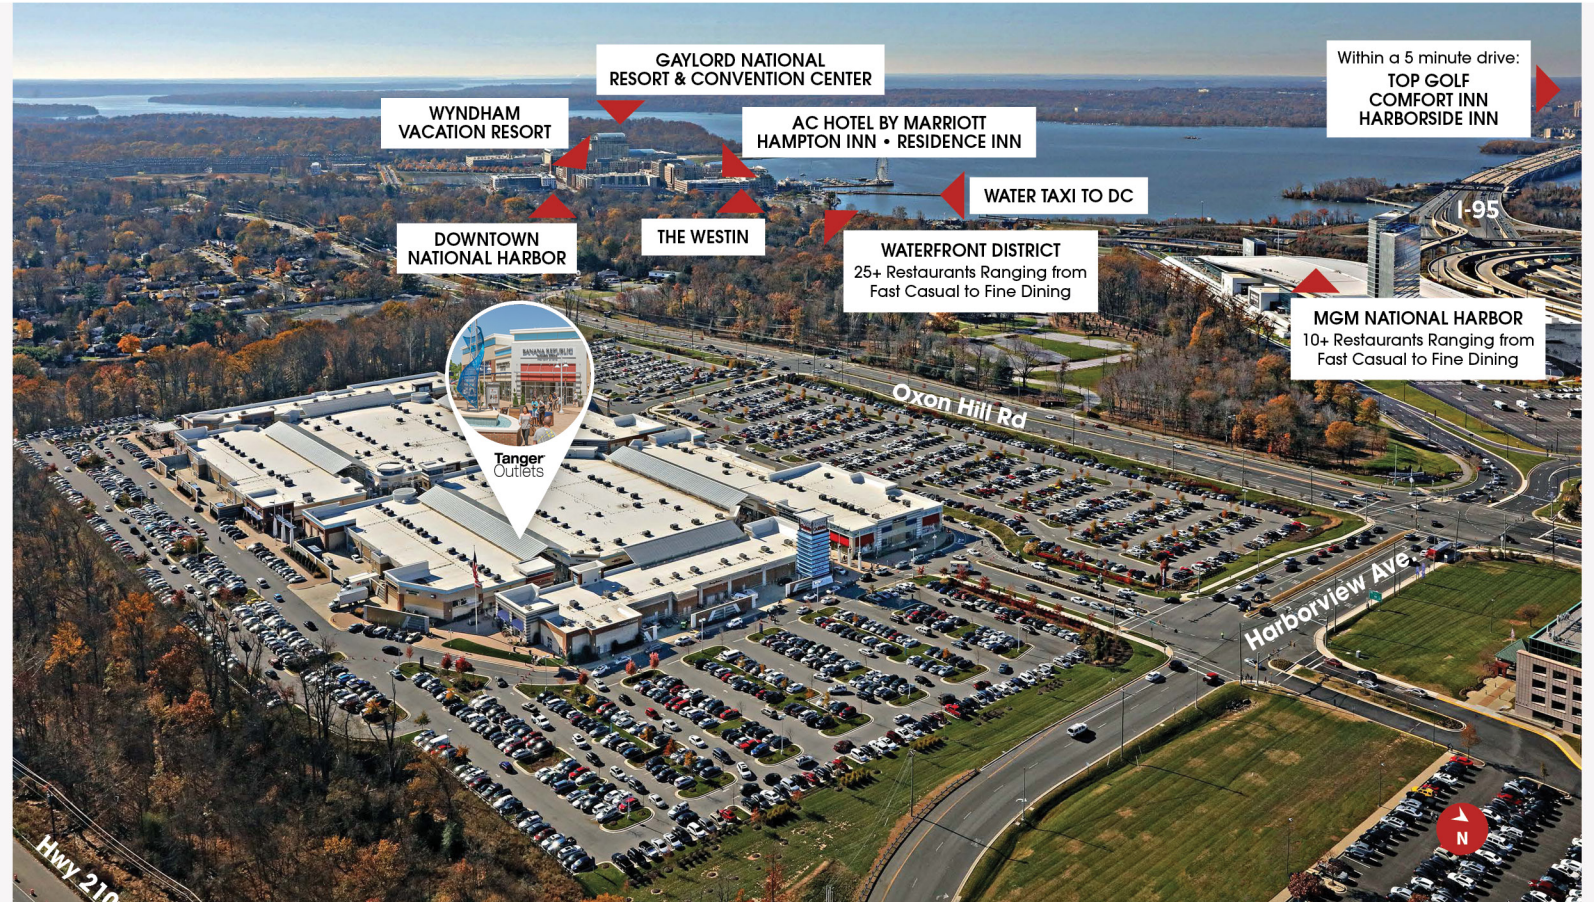 GAYLORD NATIONAL
RESORT & CONVENTION CENTER
Within a 5 minute drive:
TOP GOLF
COMFORT INN
HARBORSIDE INN
WYNDHAM
VACATION RESORT
AC HOTEL BY MARRIOTT
HAMPTON INN • RESIDENCE INN
WATER TAXI TO DC
I-95
DOWNTOWN
NATIONAL HARBOR
THE WESTIN
WATERFRONT DISTRICT
25+ Restaurants Ranging from
Fast Casual to Fine Dining
MGM NATIONAL HARBOR
10+ Restaurants Ranging from
Fast Casual to Fine Dining
BANANA REPUBLIC
Oxon Hill Rd
Tanger
Outlets
Harborview Ave
N
Hwy 210